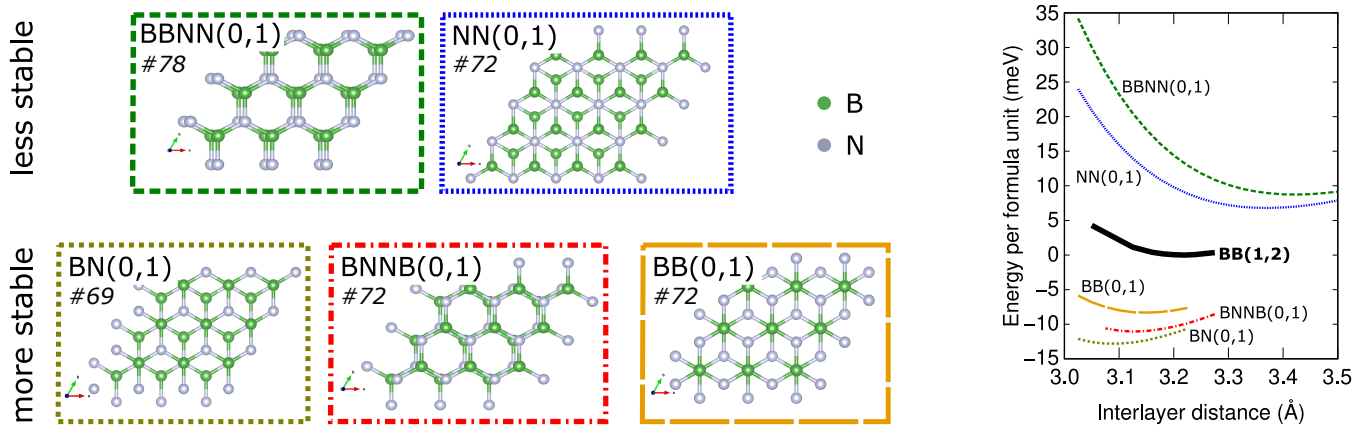 less stable
BBNN(0,1)
#78
NN(0,1)
#72
B
N
more stable
BN(0,1)
#69
BNNB(0,1)
#72
BB(0,1)
#72
Energy per formula unit (meV)
35
30
25
20
15
10
5
0
−5
−10
−15
BBNN(0,1)
NN(0,1)
BB(1,2)
BB(0,1)
BNNB(0,1)
BN(0,1)
3.0 3.1 3.2 3.3 3.4 3.5
Interlayer distance (Å)